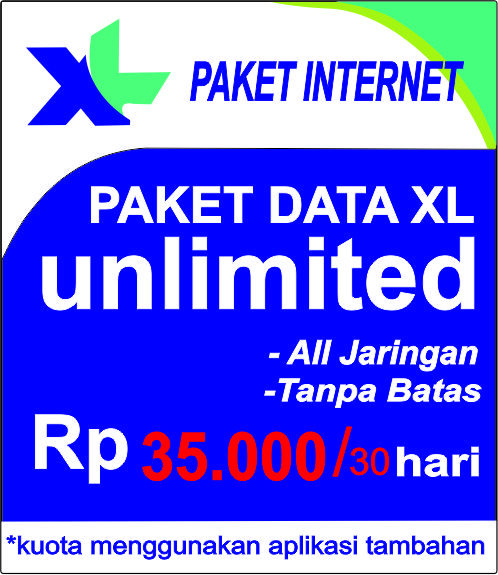 XL PAKET INTERNET
PAKET DATA XL
unlimited
- All Jaringan
-Tanpa Batas
Rp 35.000/30 hari
*kuota menggunakan aplikasi tambahan